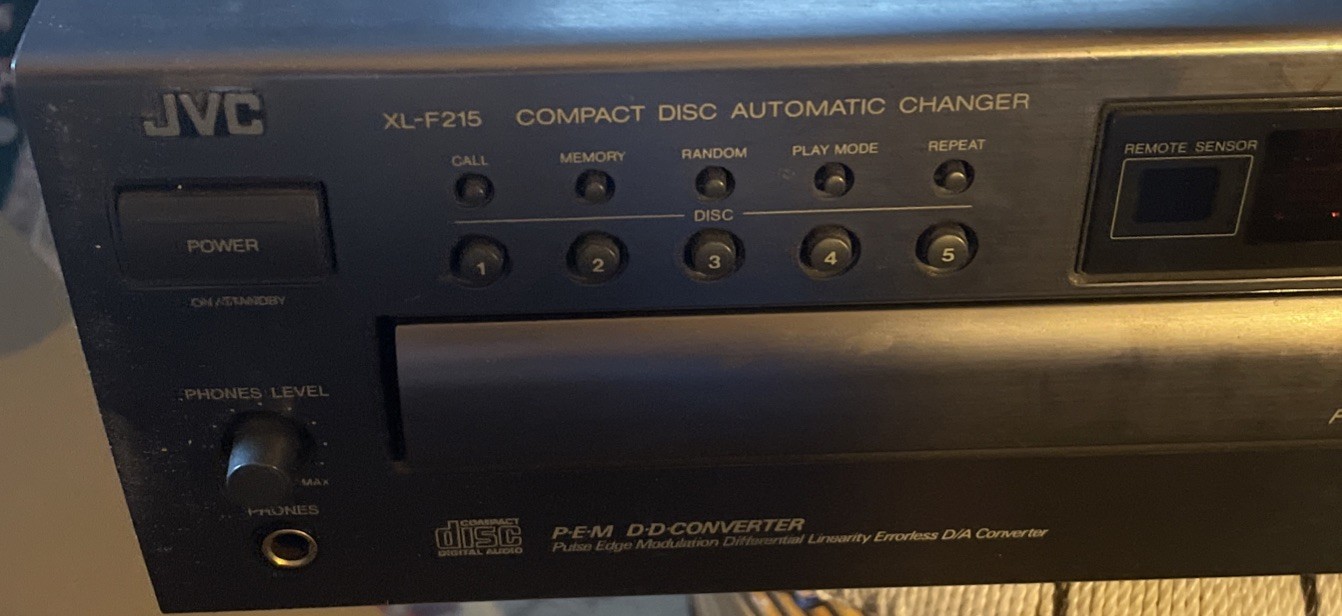 JVC
XL-F215 COMPACT DISC AUTOMATIC CHANGER
CALL MEMORY RANDOM PLAY MODE REPEAT
REMOTE SENSOR
DISC
POWER
1 2 3 4 5
ON/STANDBY
PHONES LEVEL
MAX
PHONES
COMPACT
disc
DIGITAL AUDIO
P·E·M D·D·CONVERTER
Pulse Edge Modulation Differential Linearity Errorless D/A Converter